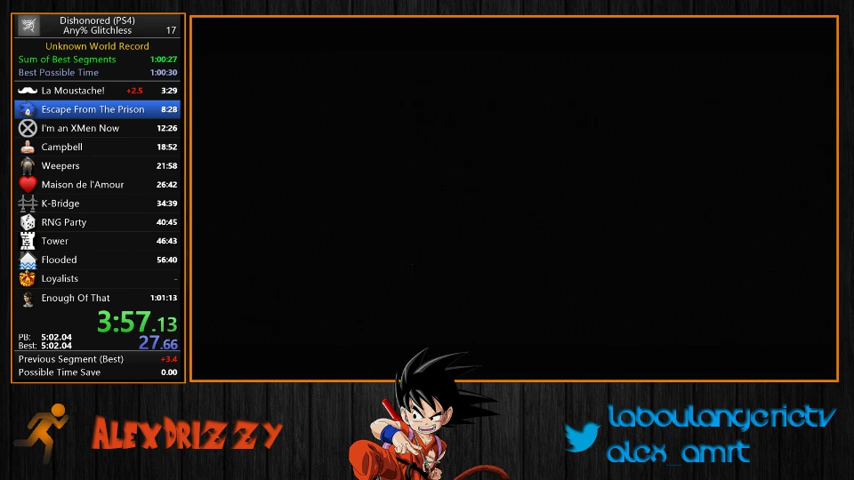 Dishonored (PS4)
Any% Glitchless 17
Unknown World Record
Sum of Best Segments 1:00:27
Best Possible Time 1:00:30
La Moustache! +2.5 3:29
Escape From The Prison 8:28
I'm an XMen Now 12:26
Campbell 18:52
Weepers 21:58
Maison de l'Amour 26:42
K-Bridge 34:39
RNG Party 40:45
Tower 46:43
Flooded 56:40
Loyalists -
Enough Of That 1:01:13
3:57.13
PB: 5:02.04
Best: 5:02.04 27.66
Previous Segment (Best) +3.4
Possible Time Save 0.00
ALEXDRIZZY
laboulangerietv
alex_amrt